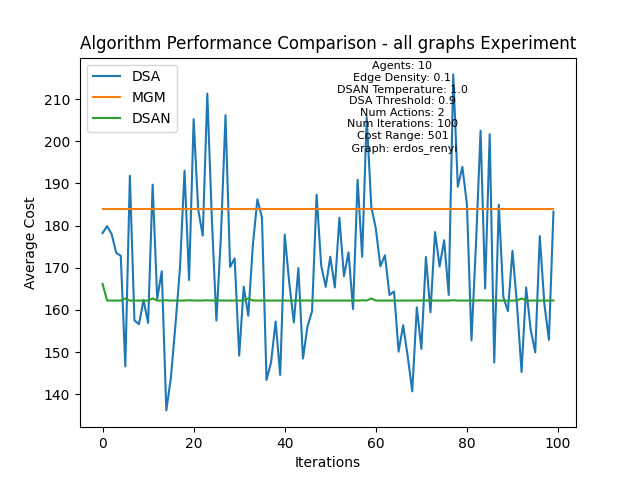 Algorithm Performance Comparison - all graphs Experiment
DSA
MGM
DSAN
Agents: 10
Edge Density: 0.1
DSAN Temperature: 1.0
DSA Threshold: 0.9
Num Actions: 2
Num Iterations: 100
Cost Range: 501
Graph: erdos_renyi
Average Cost
210
200
190
180
170
160
150
140
0
20
40
60
80
100
Iterations